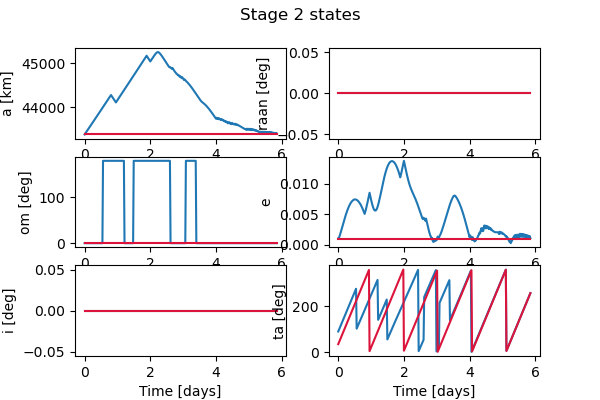 Stage 2 states
a [km]
45000
44000
0 2 4 6
raan [deg]
0.05
0.00
−0.05
0 2 4 6
om [deg]
100
0
0 2 4 6
e
0.010
0.005
0.000
0 2 4 6
i [deg]
0.05
0.00
−0.05
0 2 4 6
Time [days]
ta [deg]
200
0
0 2 4 6
Time [days]